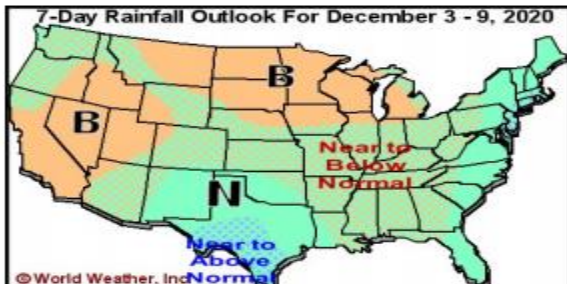 7-Day Rainfall Outlook For December 3 - 9, 2020
B
B
Near to
Below
Normal
N
Near to
Above
Normal
© World Weather, Inc